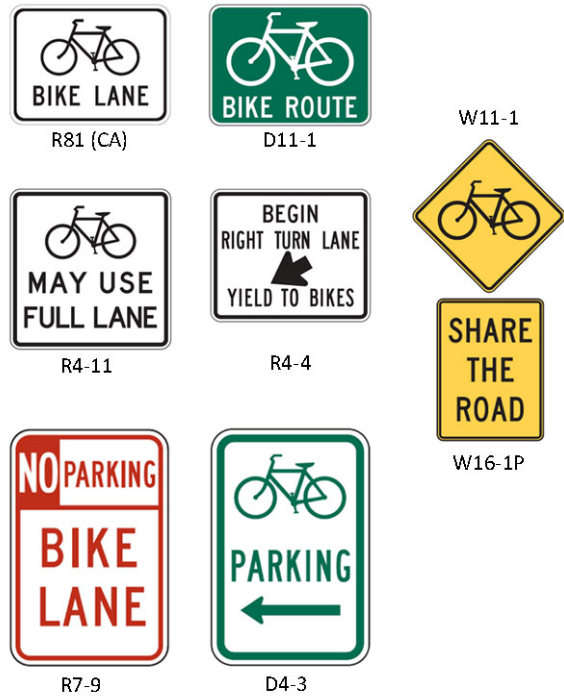 BIKE LANE
R81 (CA)
BIKE ROUTE
D11-1
W11-1
MAY USE
FULL LANE
R4-11
BEGIN
RIGHT TURN LANE
YIELD TO BIKES
R4-4
SHARE
THE
ROAD
W16-1P
NO PARKING
BIKE
LANE
R7-9
PARKING
D4-3